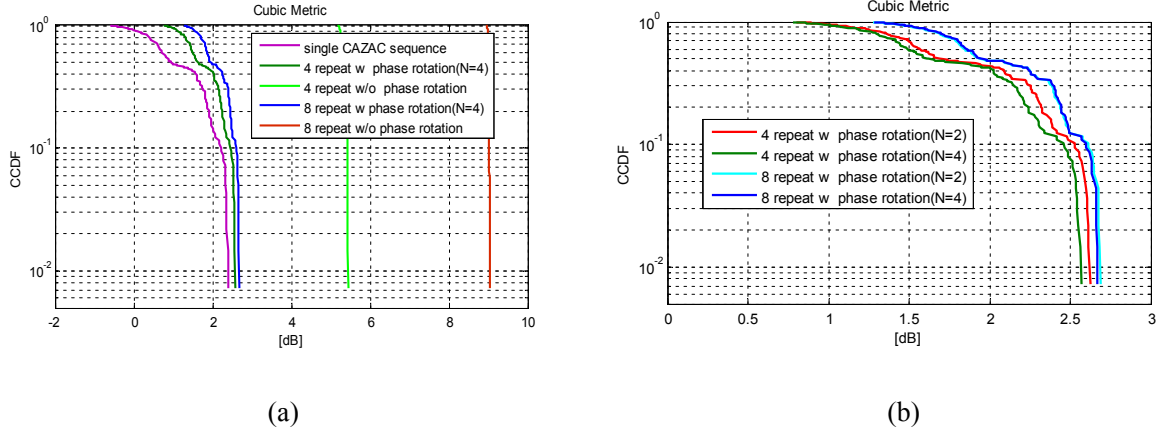 Cubic Metric
10^0
10^-1
10^-2
CCDF
single CAZAC sequence
4 repeat w phase rotation(N=4)
4 repeat w/o phase rotation
8 repeat w phase rotation(N=4)
8 repeat w/o phase rotation
-2 0 2 4 6 8 10
[dB]
(a)
Cubic Metric
10^0
10^-1
10^-2
CCDF
4 repeat w phase rotation(N=2)
4 repeat w phase rotation(N=4)
8 repeat w phase rotation(N=2)
8 repeat w phase rotation(N=4)
0 0.5 1 1.5 2 2.5 3
[dB]
(b)